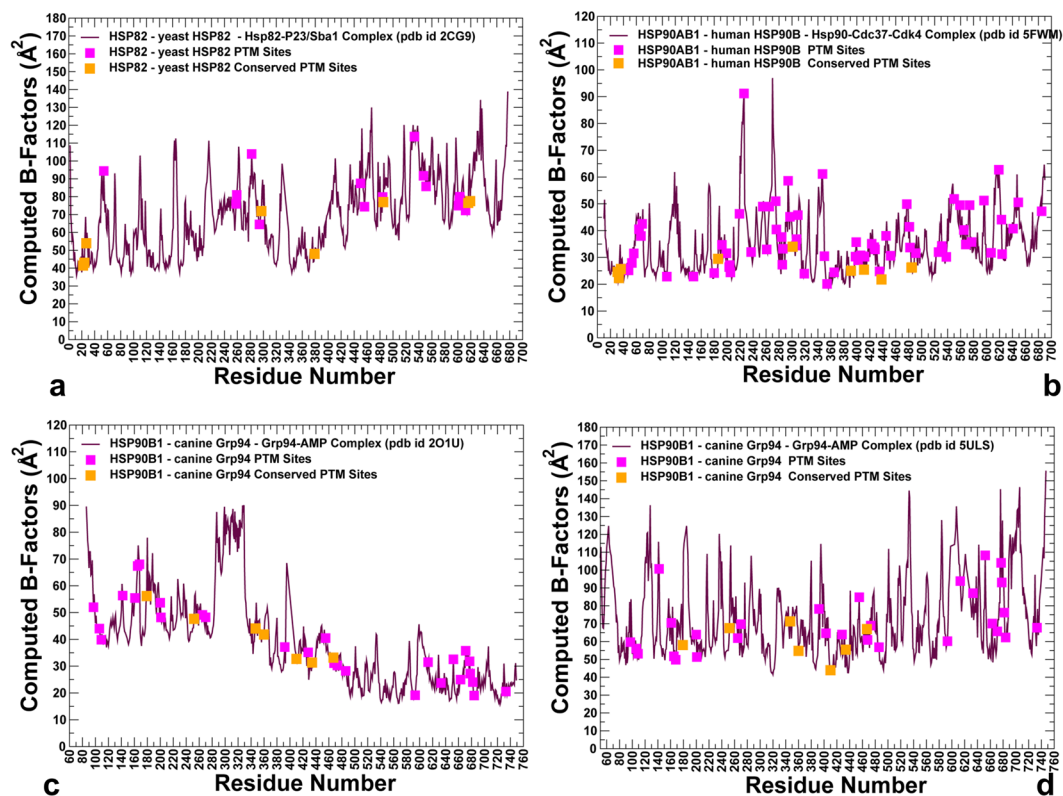 HSP82 - yeast HSP82 - Hsp82-P23/Sba1 Complex (pdb id 2CG9)
HSP82 - yeast HSP82 PTM Sites
HSP82 - yeast HSP82 Conserved PTM Sites
Computed B-Factors (Å²)
180
170
160
150
140
130
120
110
100
90
80
70
60
50
40
30
20
10
0
0 20 40 60 80 100 120 140 160 180 200 220 240 260 280 300 320 340 360 380 400 420 440 460 480 500 520 540 560 580 600 620 640 660 680 700
Residue Number
a
HSP90AB1 - human HSP90B - Hsp90-Cdc37-Cdk4 Complex (pdb id 5FWM)
HSP90AB1 - human HSP90B PTM Sites
HSP90AB1 - human HSP90B Conserved PTM Sites
Computed B-Factors (Å²)
120
110
100
90
80
70
60
50
40
30
20
10
0
0 20 40 60 80 100 120 140 160 180 200 220 240 260 280 300 320 340 360 380 400 420 440 460 480 500 520 540 560 580 600 620 640 660 680 700
Residue Number
b
HSP90B1 - canine Grp94 - Grp94-AMP Complex (pdb id 2O1U)
HSP90B1 - canine Grp94 PTM Sites
HSP90B1 - canine Grp94 Conserved PTM Sites
Computed B-Factors (Å²)
120
110
100
90
80
70
60
50
40
30
20
10
0
60 80 100 120 140 160 180 200 220 240 260 280 300 320 340 360 380 400 420 440 460 480 500 520 540 560 580 600 620 640 660 680 700 720 740 760
Residue Number
c
HSP90B1 - canine Grp94 - Grp94-AMP Complex (pdb id 5ULS)
HSP90B1 - canine Grp94 PTM Sites
HSP90B1 - canine Grp94 Conserved PTM Sites
Computed B-Factors (Å²)
180
170
160
150
140
130
120
110
100
90
80
70
60
50
40
30
20
10
0
60 80 100 120 140 160 180 200 220 240 260 280 300 320 340 360 380 400 420 440 460 480 500 520 540 560 580 600 620 640 660 680 700 720 740 760
Residue Number
d